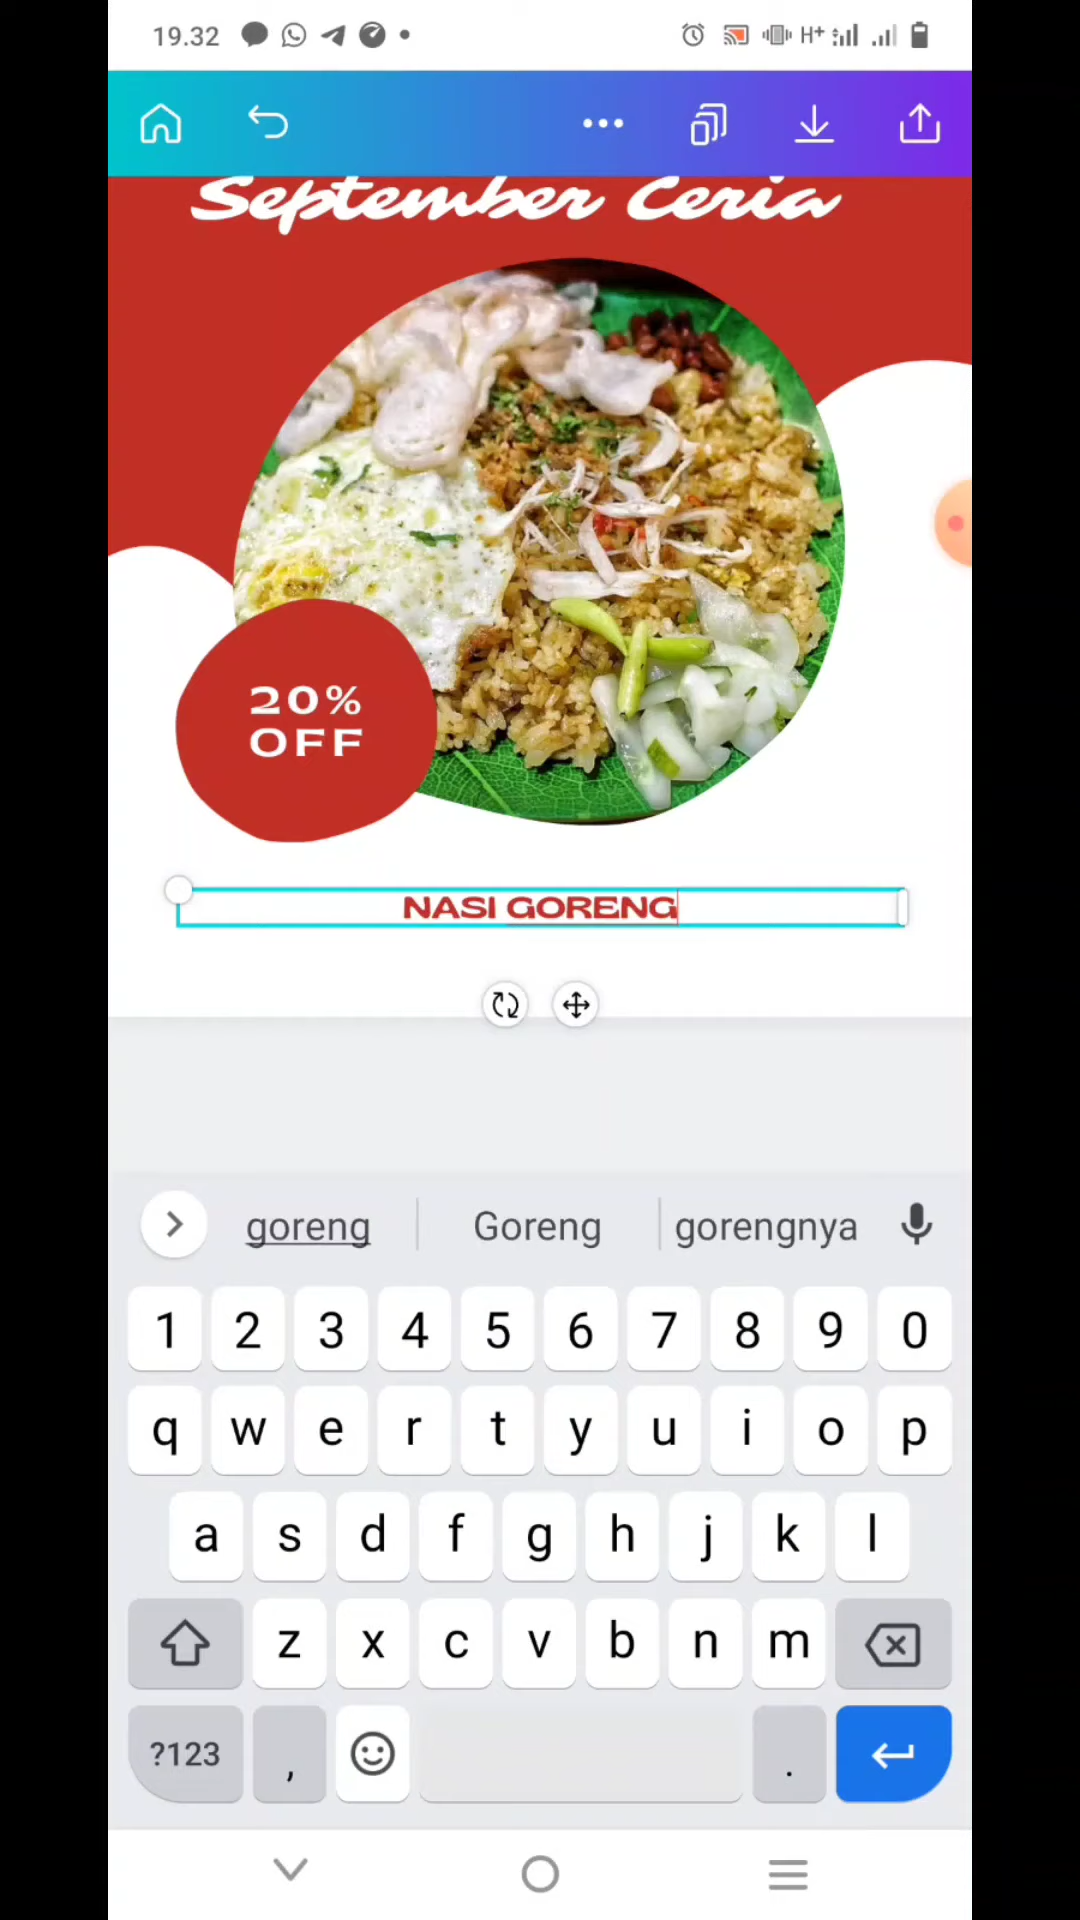 19.32
H+
September Ceria
20%
OFF
NASI GORENG
goreng Goreng gorengnya
1 2 3 4 5 6 7 8 9 0
q w e r t y u i o p
a s d f g h j k l
z x c v b n m
?123 , .